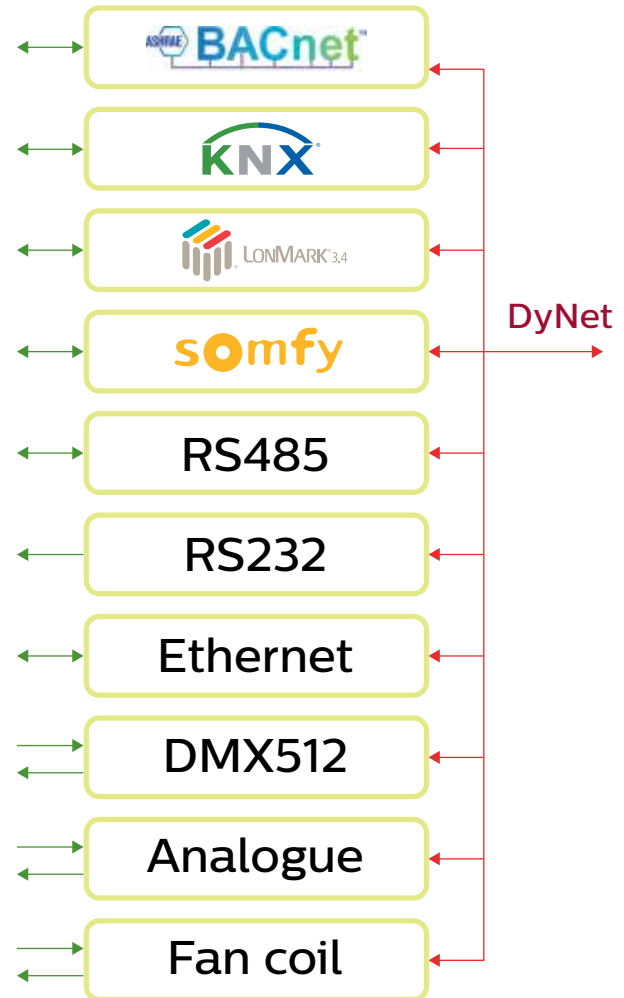 ASHRAE BACnet™
KNX®
LONMARK® 3.4
somfy
DyNet
RS485
RS232
Ethernet
DMX512
Analogue
Fan coil